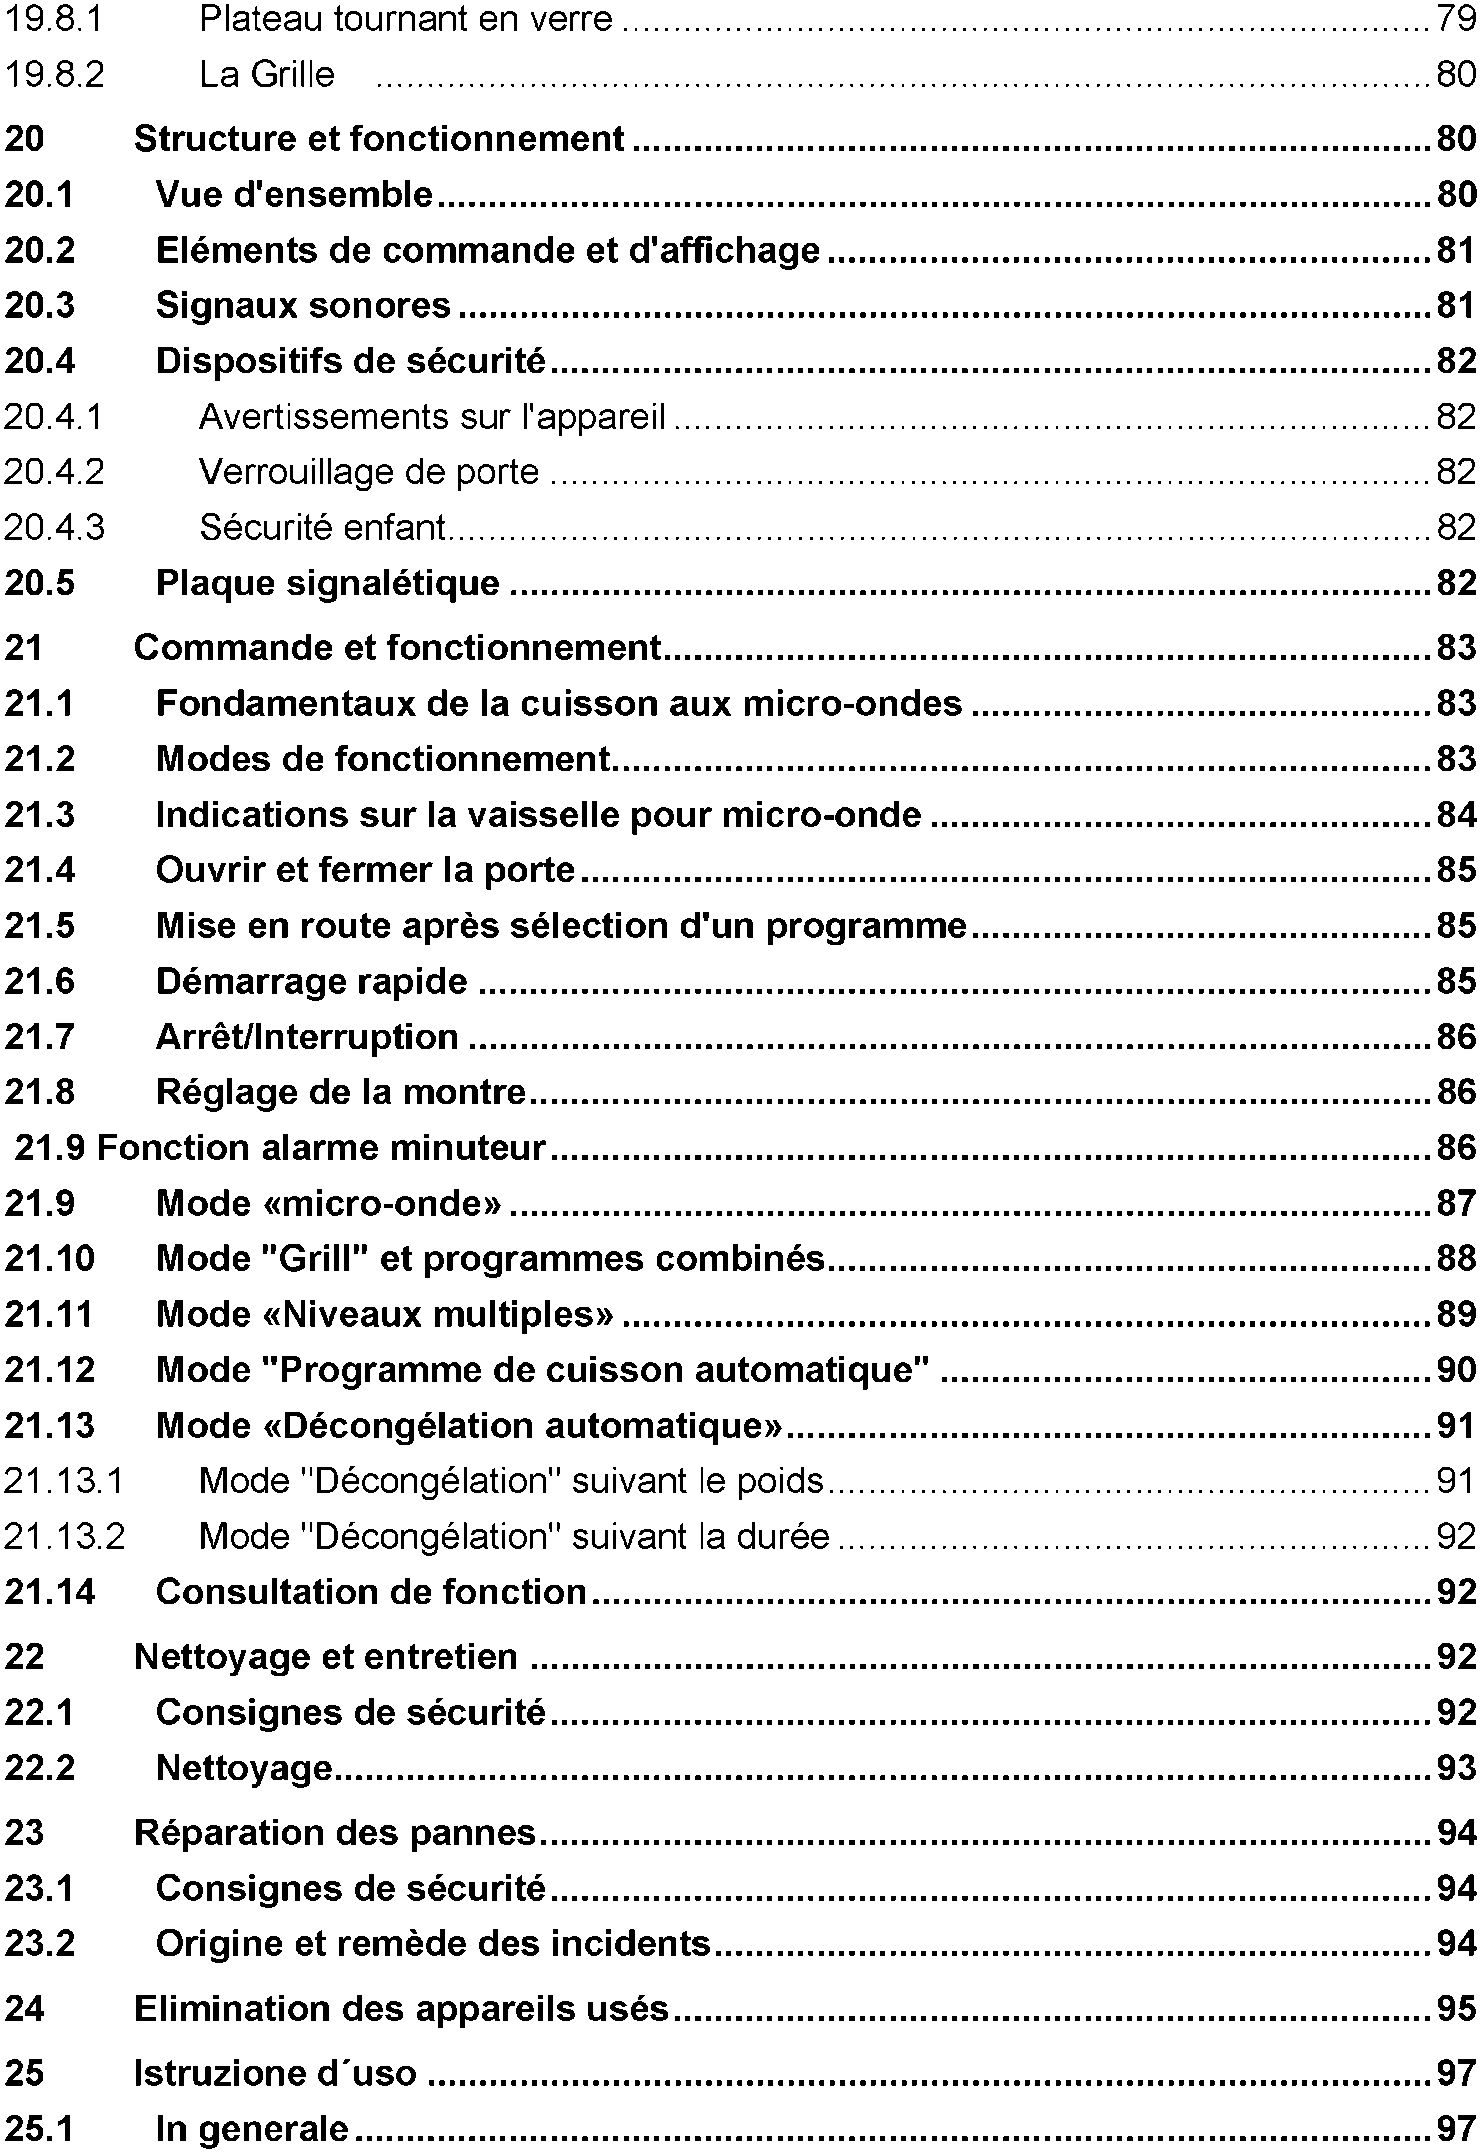 19.8.1 Plateau tournant en verre ........ 79
19.8.2 La Grille ........ 80
20 Structure et fonctionnement ........ 80
20.1 Vue d'ensemble ........ 80
20.2 Eléments de commande et d'affichage ........ 81
20.3 Signaux sonores ........ 81
20.4 Dispositifs de sécurité ........ 82
20.4.1 Avertissements sur l'appareil ........ 82
20.4.2 Verrouillage de porte ........ 82
20.4.3 Sécurité enfant ........ 82
20.5 Plaque signalétique ........ 82
21 Commande et fonctionnement ........ 83
21.1 Fondamentaux de la cuisson aux micro-ondes ........ 83
21.2 Modes de fonctionnement ........ 83
21.3 Indications sur la vaisselle pour micro-onde ........ 84
21.4 Ouvrir et fermer la porte ........ 85
21.5 Mise en route après sélection d'un programme ........ 85
21.6 Démarrage rapide ........ 85
21.7 Arrêt/Interruption ........ 86
21.8 Réglage de la montre ........ 86
21.9 Fonction alarme minuteur ........ 86
21.9 Mode «micro-onde» ........ 87
21.10 Mode "Grill" et programmes combinés ........ 88
21.11 Mode «Niveaux multiples» ........ 89
21.12 Mode "Programme de cuisson automatique" ........ 90
21.13 Mode «Décongélation automatique» ........ 91
21.13.1 Mode "Décongélation" suivant le poids ........ 91
21.13.2 Mode "Décongélation" suivant la durée ........ 92
21.14 Consultation de fonction ........ 92
22 Nettoyage et entretien ........ 92
22.1 Consignes de sécurité ........ 92
22.2 Nettoyage ........ 93
23 Réparation des pannes ........ 94
23.1 Consignes de sécurité ........ 94
23.2 Origine et remède des incidents ........ 94
24 Elimination des appareils usés ........ 95
25 Istruzione d´uso ........ 97
25.1 In generale ........ 97